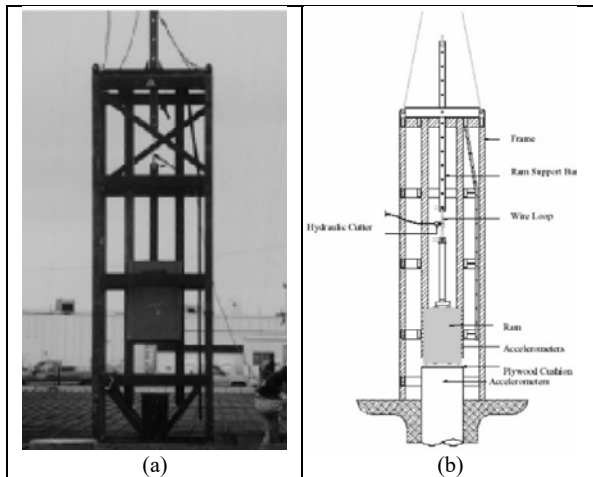 Frame
Ram Support Bar
Wire Loop
Hydraulic Cutter
Ram
Accelerometers
Plywood Cushion
Accelerometers
(a)
(b)